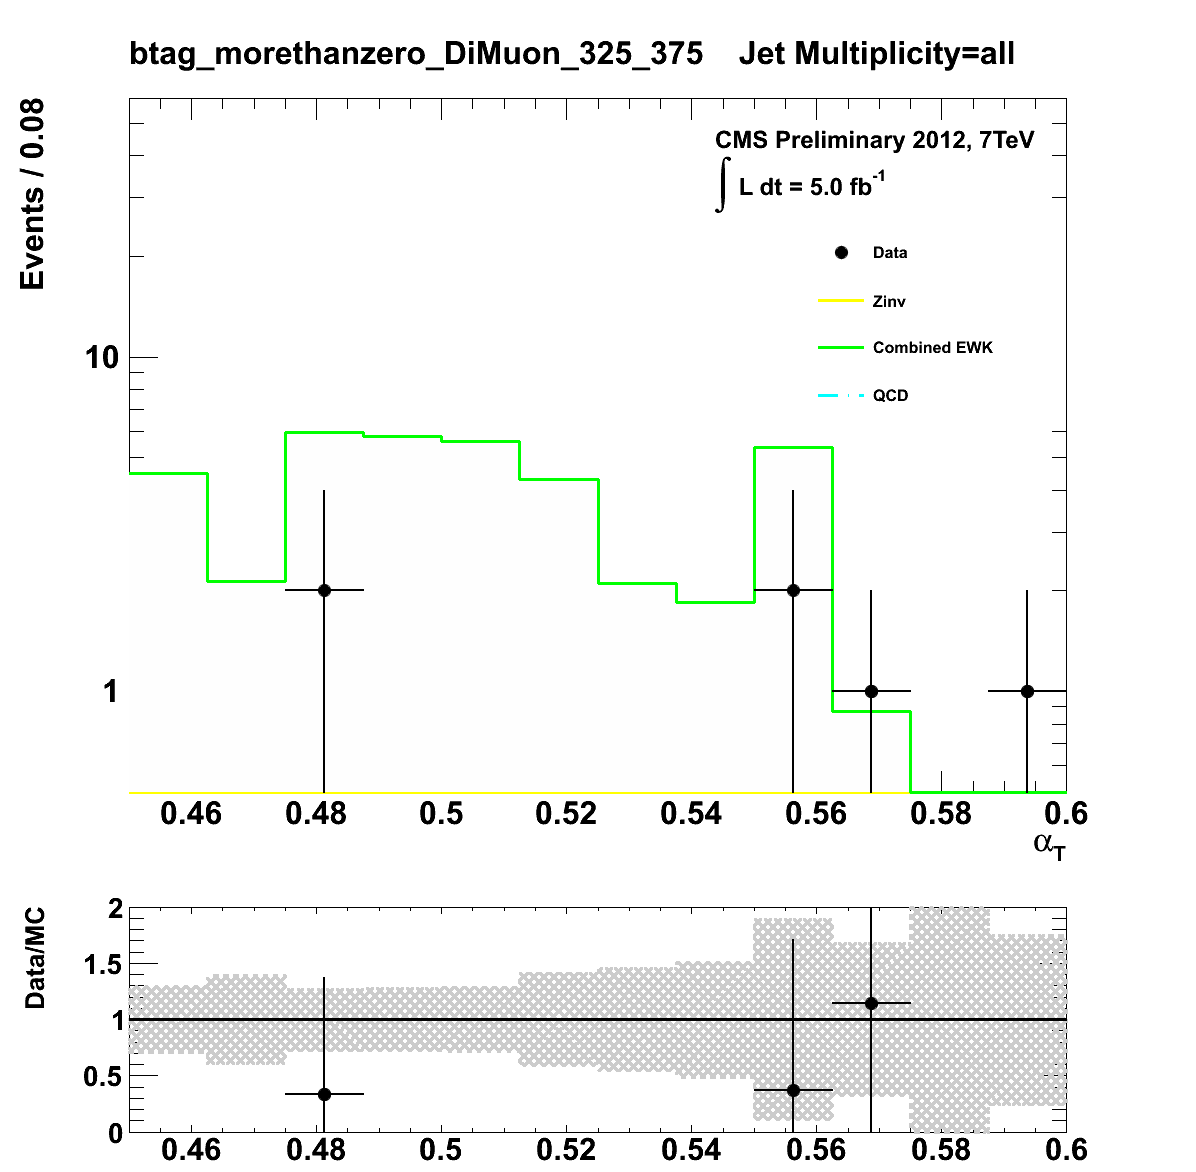 btag_morethanzero_DiMuon_325_375 Jet Multiplicity=all
Events / 0.08
CMS Preliminary 2012, 7TeV
∫ L dt = 5.0 fb⁻¹
Data
Zinv
Combined EWK
QCD
10
1
0.46 0.48 0.5 0.52 0.54 0.56 0.58 0.6
α_T
Data/MC
2
1.5
1
0.5
0
0.46 0.48 0.5 0.52 0.54 0.56 0.58 0.6